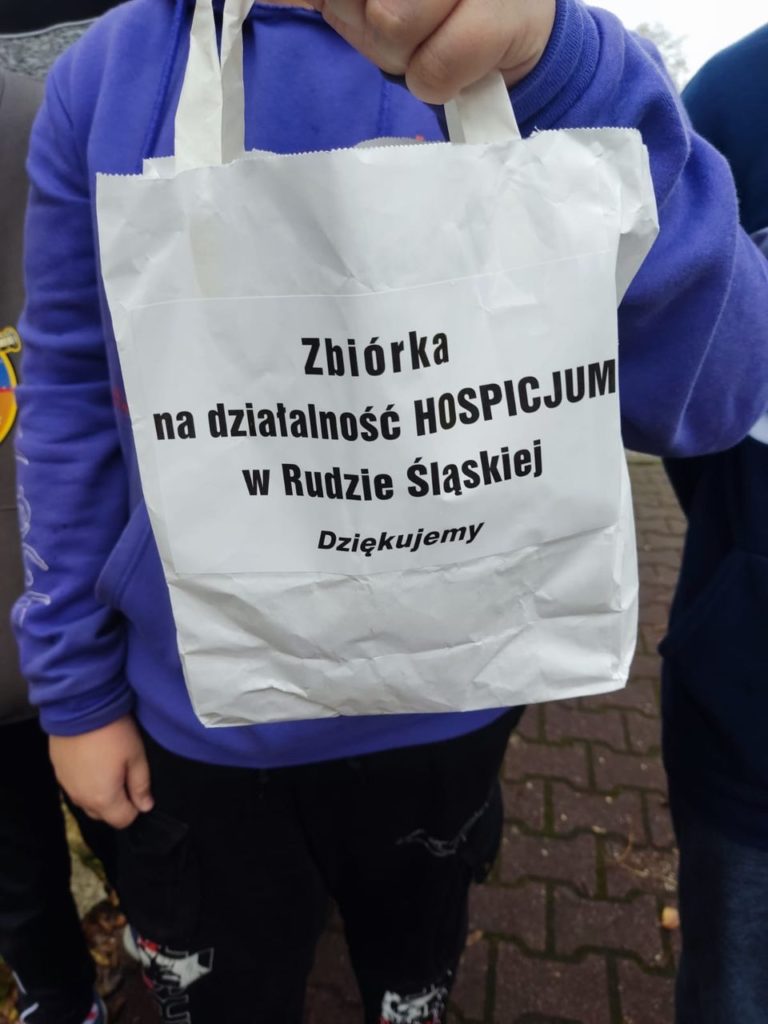 Zbiórka
na działalność HOSPICJUM
w Rudzie Śląskiej
Dziękujemy